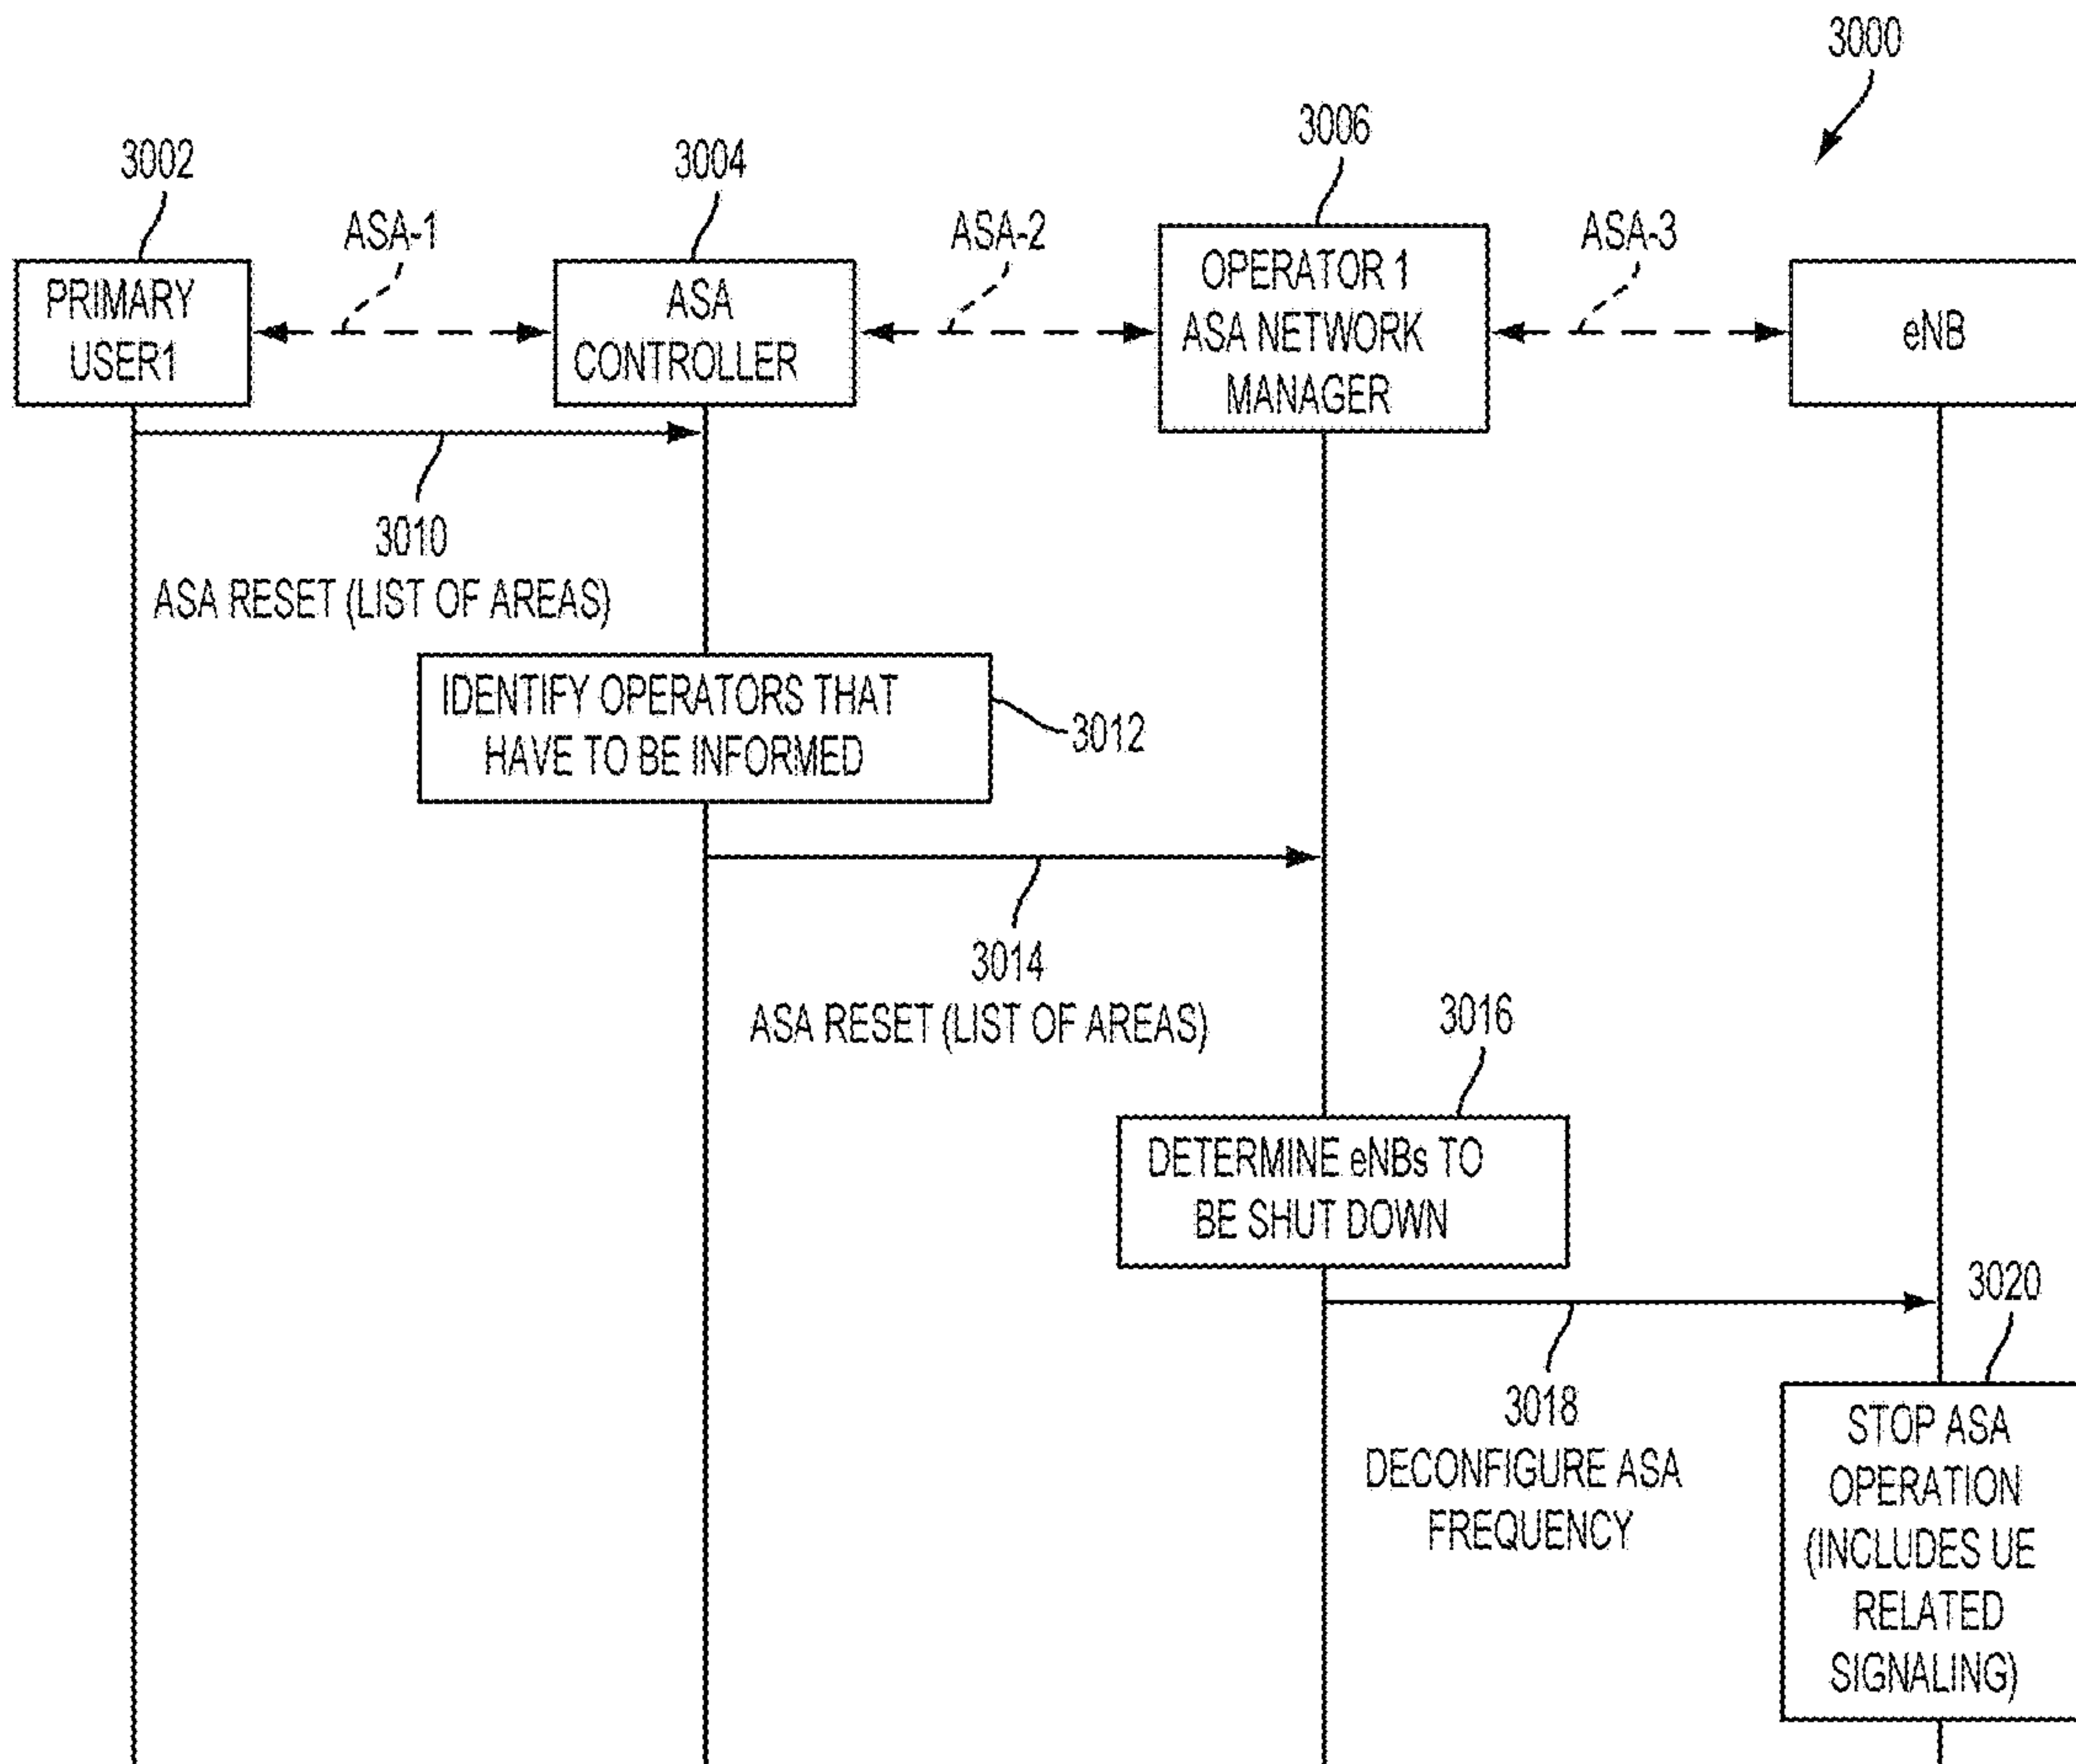 3000
3002
3004
3006
ASA-1
ASA-2
ASA-3
PRIMARY
USER1
ASA
CONTROLLER
OPERATOR 1
ASA NETWORK
MANAGER
eNB
3010
ASA RESET (LIST OF AREAS)
IDENTIFY OPERATORS THAT
HAVE TO BE INFORMED
3012
3014
ASA RESET (LIST OF AREAS)
3016
DETERMINE eNBs TO
BE SHUT DOWN
3018
DECONFIGURE ASA
FREQUENCY
3020
STOP ASA
OPERATION
(INCLUDES UE
RELATED
SIGNALING)